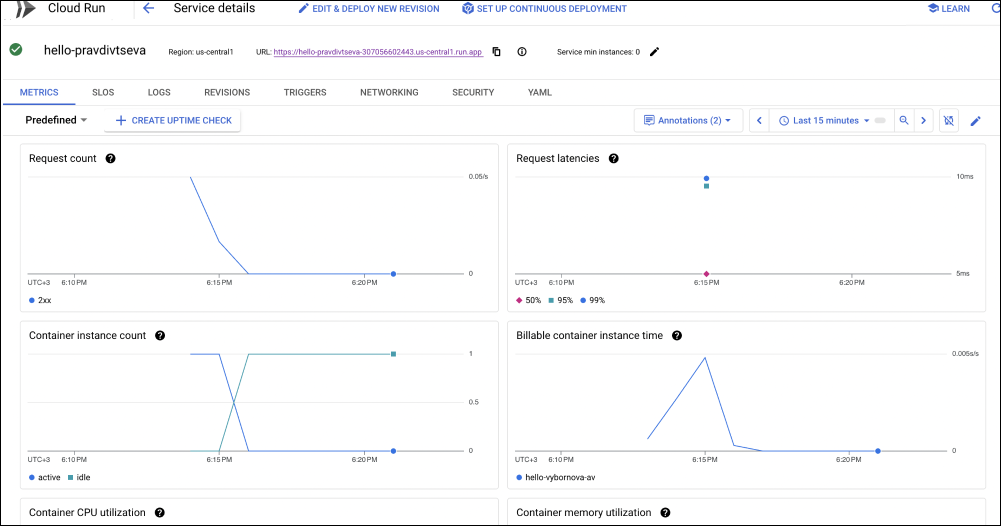 Cloud Run
Service details
EDIT & DEPLOY NEW REVISION
SET UP CONTINUOUS DEPLOYMENT
LEARN
hello-pravdivtseva
Region: us-central1
URL: https://hello-pravdivtseva-307056602443.us-central1.run.app
Service min instances: 0
METRICS
SLOS
LOGS
REVISIONS
TRIGGERS
NETWORKING
SECURITY
YAML
Predefined
CREATE UPTIME CHECK
Annotations (2)
Last 15 minutes
Request count
0.05/s
0
UTC+3 6:10 PM 6:15 PM 6:20 PM
2xx
Request latencies
10ms
5ms
UTC+3 6:10 PM 6:15 PM 6:20 PM
50% 95% 99%
Container instance count
1
0.5
0
UTC+3 6:10 PM 6:15 PM 6:20 PM
active idle
Billable container instance time
0.005s/s
0
UTC+3 6:10 PM 6:15 PM 6:20 PM
hello-vybornova-av
Container CPU utilization
Container memory utilization